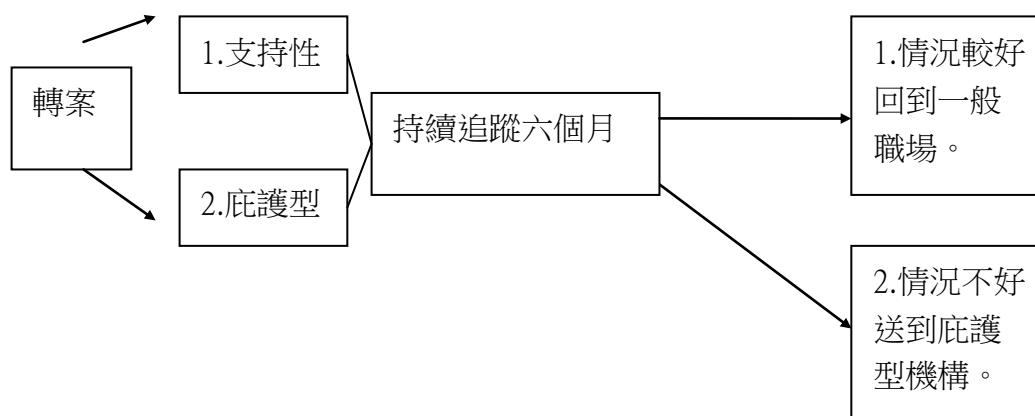 轉案
1.支持性
2.庇護型
持續追蹤六個月
1.情況較好
回到一般
職場。
2.情況不好
送到庇護
型機構。